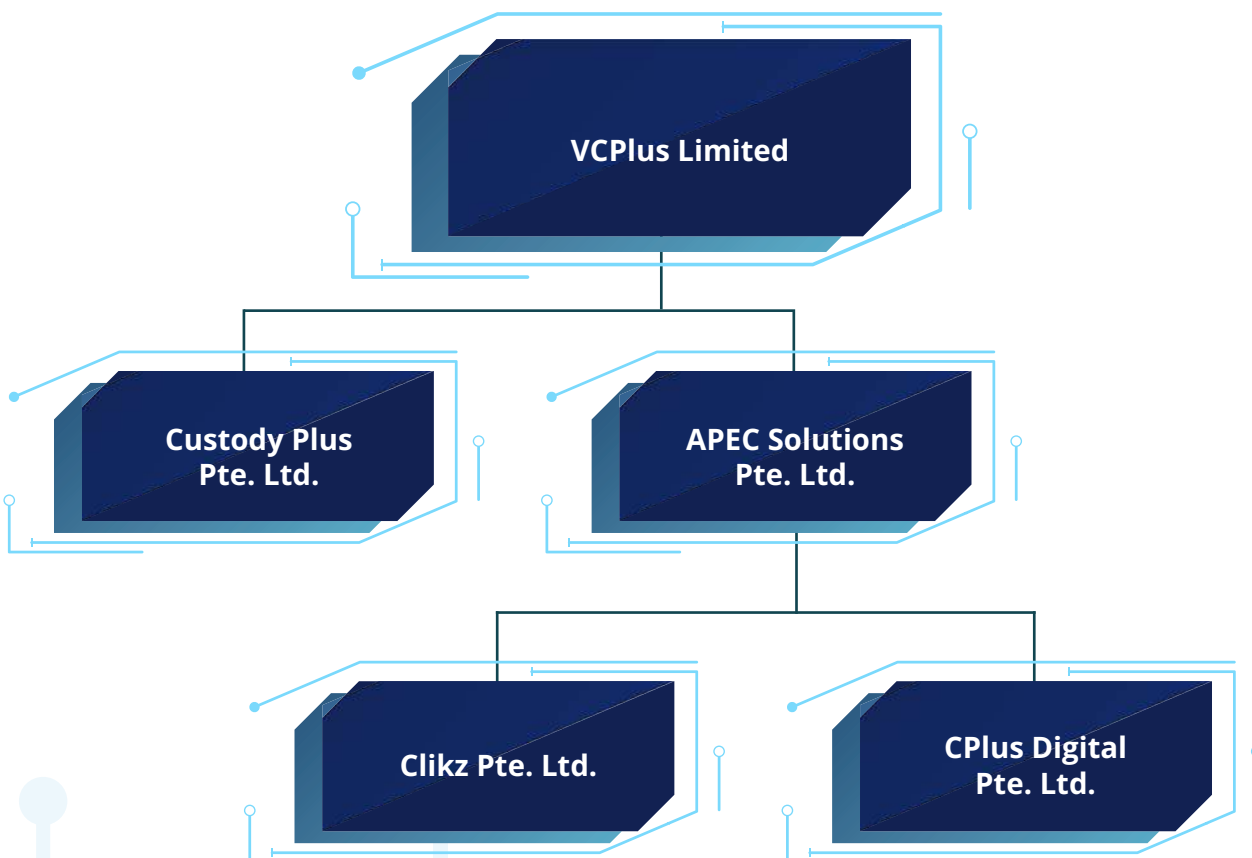 VCPlus Limited
Custody Plus
Pte. Ltd.
APEC Solutions
Pte. Ltd.
Clikz Pte. Ltd.
CPlus Digital
Pte. Ltd.